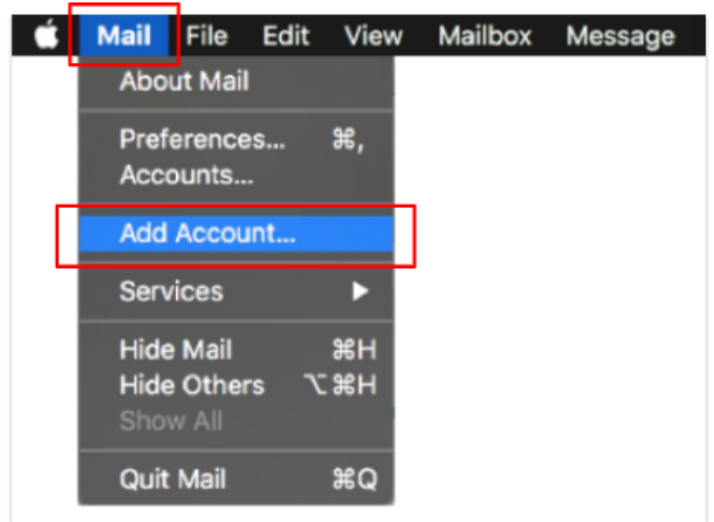 Mail File Edit View Mailbox Message
About Mail
Preferences... ⌘,
Accounts...
Add Account...
Services ▶
Hide Mail ⌘H
Hide Others ⌥⌘H
Show All
Quit Mail ⌘Q